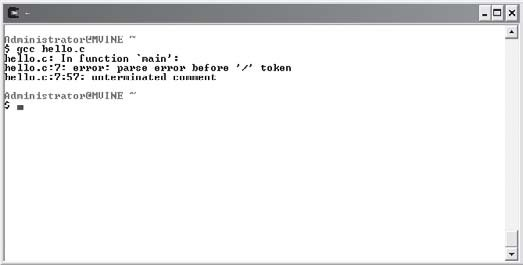 ~
Administrator@MVINE ~
$ gcc hello.c
hello.c: In function `main':
hello.c:7: error: parse error before '/' token
hello.c:7:57: unterminated comment
Administrator@MVINE ~
$